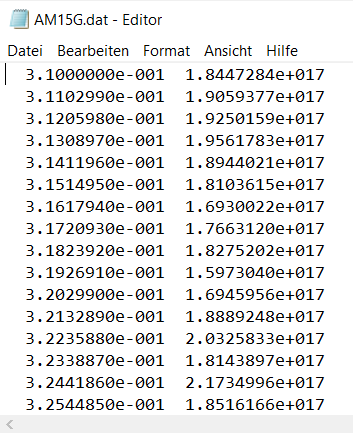 AM15G.dat - Editor
Datei Bearbeiten Format Ansicht Hilfe
3.1000000e-001 1.8447284e+017
3.1102990e-001 1.9059377e+017
3.1205980e-001 1.9250159e+017
3.1308970e-001 1.9561783e+017
3.1411960e-001 1.8944021e+017
3.1514950e-001 1.8103615e+017
3.1617940e-001 1.6930022e+017
3.1720930e-001 1.7663120e+017
3.1823920e-001 1.8275202e+017
3.1926910e-001 1.5973040e+017
3.2029900e-001 1.6945956e+017
3.2132890e-001 1.8889248e+017
3.2235880e-001 2.0325833e+017
3.2338870e-001 1.8143897e+017
3.2441860e-001 2.1734996e+017
3.2544850e-001 1.8516166e+017